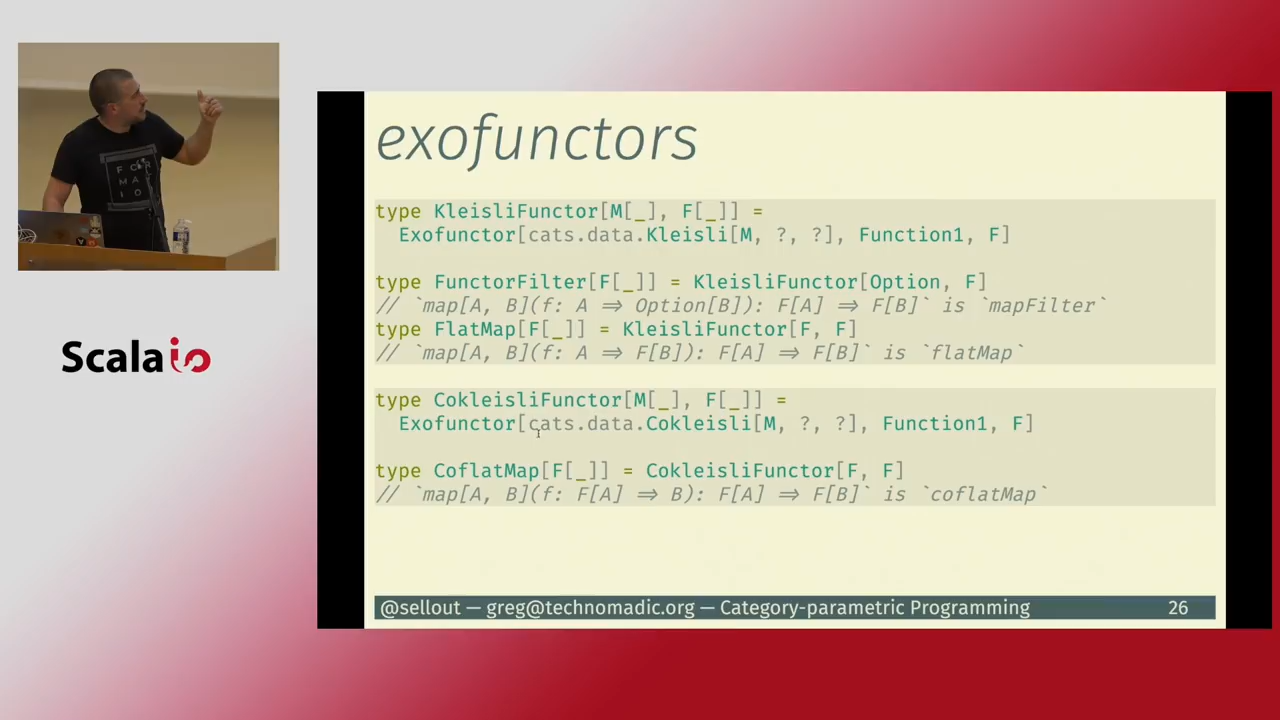 FORMAIO
Scala io
exofunctors
type KleisliFunctor[M[_], F[_]] =
Exofunctor[cats.data.Kleisli[M, ?, ?], Function1, F]
type FunctorFilter[F[_]] = KleisliFunctor[Option, F]
// `map[A, B](f: A ⇒ Option[B]): F[A] ⇒ F[B]` is `mapFilter`
type FlatMap[F[_]] = KleisliFunctor[F, F]
// `map[A, B](f: A ⇒ F[B]): F[A] ⇒ F[B]` is `flatMap`
type CokleisliFunctor[M[_], F[_]] =
Exofunctor[cats.data.Cokleisli[M, ?, ?], Function1, F]
type CoflatMap[F[_]] = CokleisliFunctor[F, F]
// `map[A, B](f: F[A] ⇒ B): F[A] ⇒ F[B]` is `coflatMap`
@sellout — greg@technomadic.org — Category-parametric Programming 26